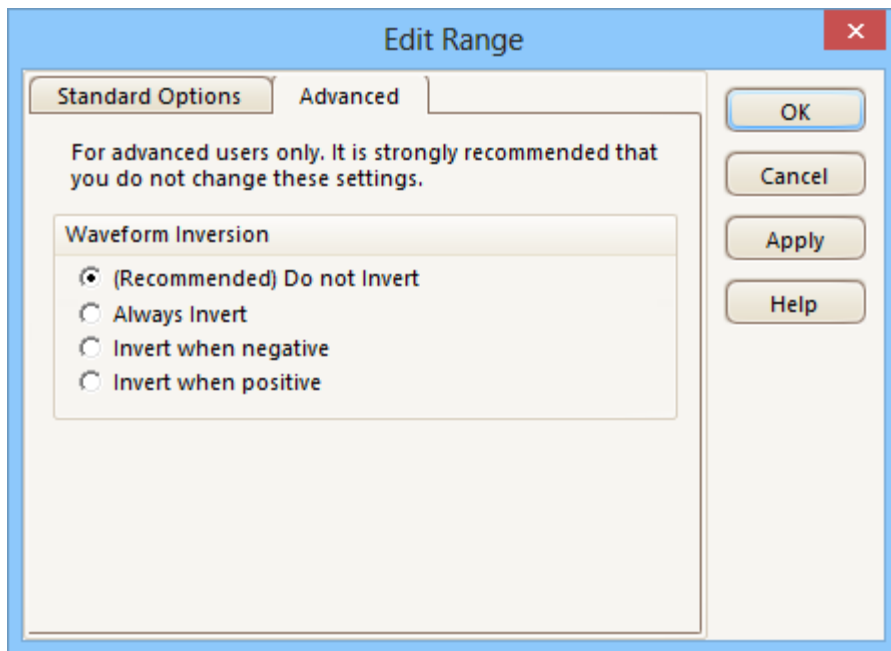 Edit Range
Standard Options
Advanced
For advanced users only. It is strongly recommended that
you do not change these settings.
Waveform Inversion
(Recommended) Do not Invert
Always Invert
Invert when negative
Invert when positive
OK
Cancel
Apply
Help